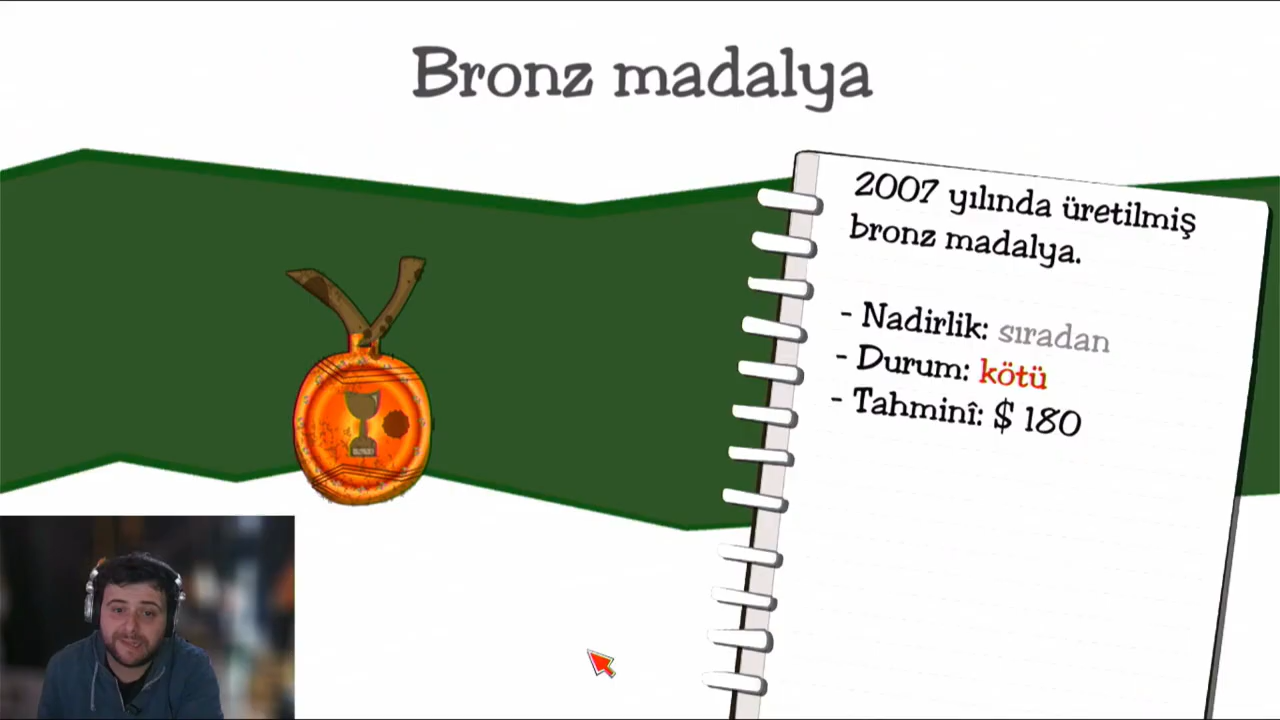 Bronz madalya
2007 yılında üretilmiş
bronz madalya.
- Nadirlik: sıradan
- Durum: kötü
- Tahminî: $ 180